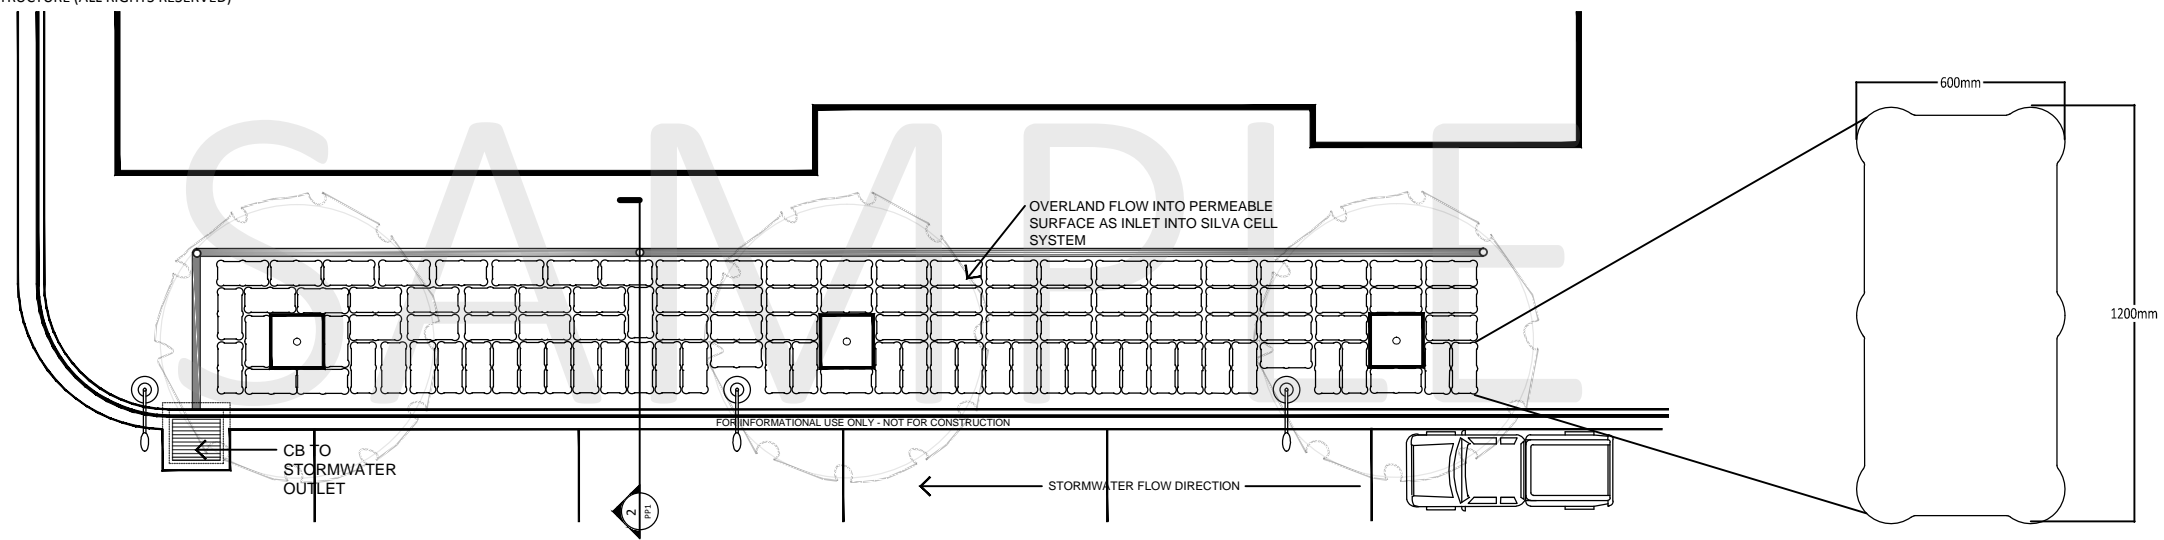 TRUCTURE (ALL RIGHTS RESERVED)
SAMPLE
600mm
OVERLAND FLOW INTO PERMEABLE
SURFACE AS INLET INTO SILVA CELL
SYSTEM
1200mm
FOR INFORMATIONAL USE ONLY - NOT FOR CONSTRUCTION
CB TO
STORMWATER
OUTLET
STORMWATER FLOW DIRECTION
2
PP1